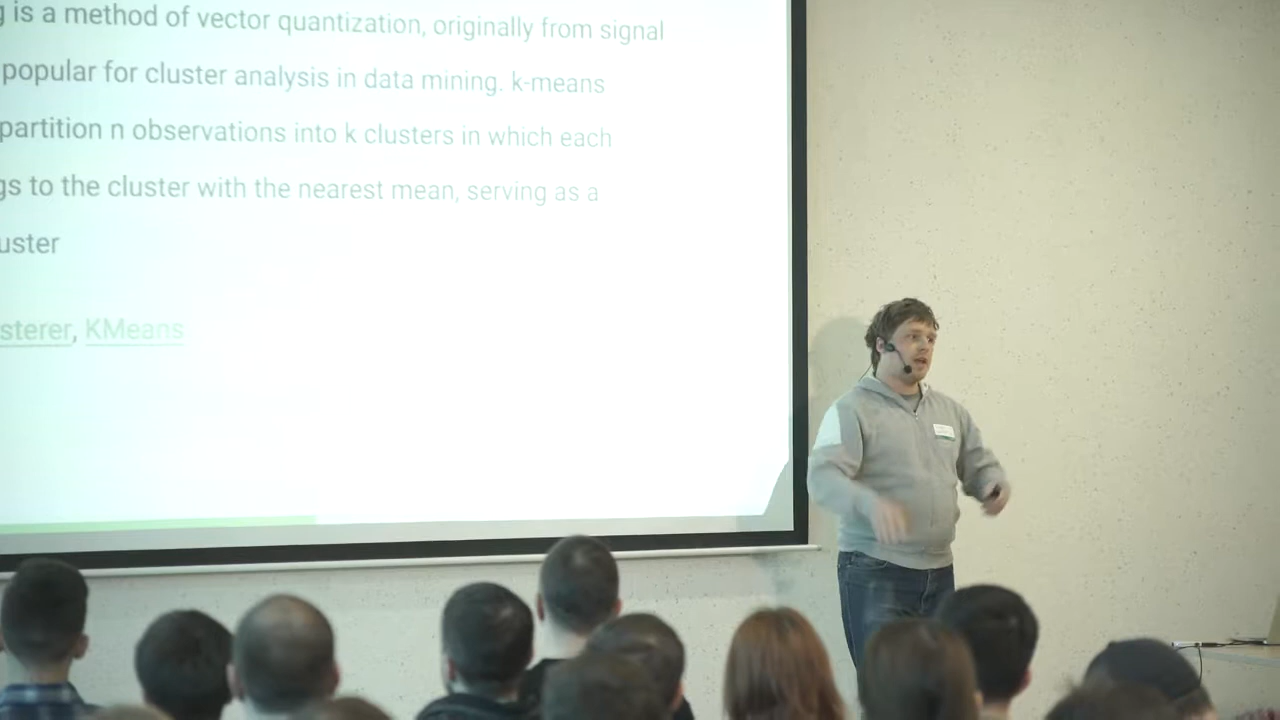 g is a method of vector quantization, originally from signal
popular for cluster analysis in data mining. k-means
partition n observations into k clusters in which each
gs to the cluster with the nearest mean, serving as a
uster
sterer, KMeans